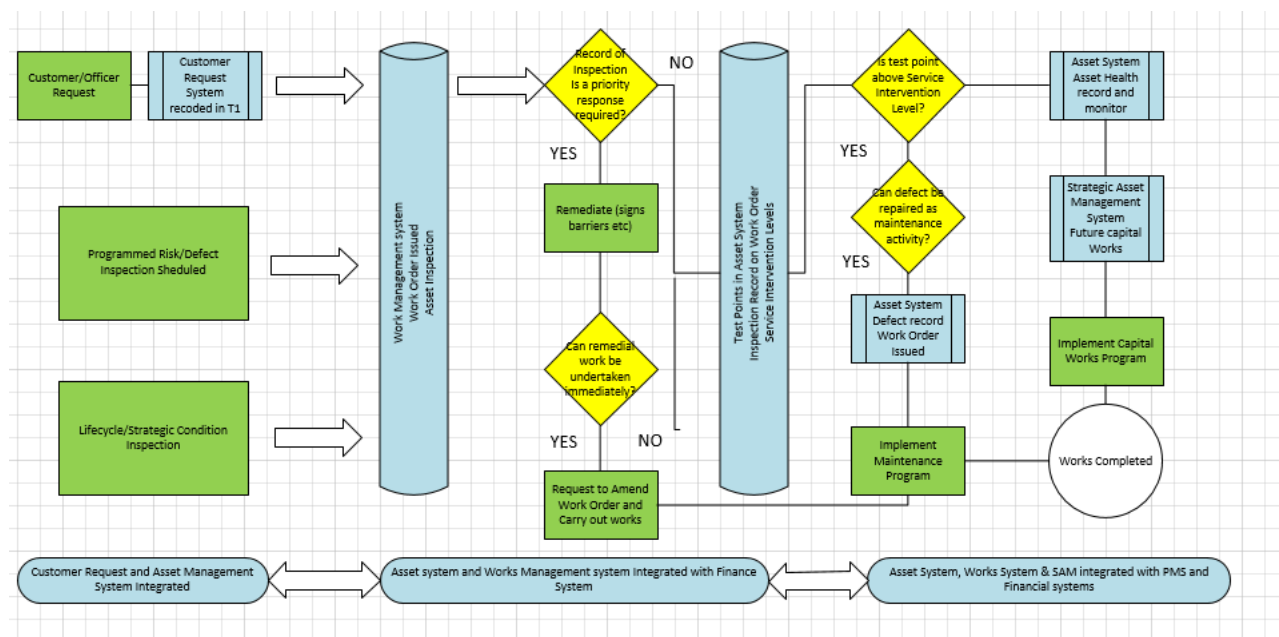 Customer/Officer
Request
Customer
Request
System
recoded in T1
Programmed Risk/Defect
Inspection Sheduled
Lifecycle/Strategic Condition
Inspection
Work Management system
Work Order Issued
Asset Inspection
Record of
Inspection
Is a priority
response
required?
NO
YES
Remediate (signs
barriers etc)
Can remedial
work be
undertaken
immediately?
YES
NO
Request to Amend
Work Order and
Carry out works
Test Points in Asset System
Inspection Record on Work Order
Service Intervention Levels
Is test point
above Service
Intervention
Level?
YES
Can defect be
repaired as
maintenance
activity?
YES
Asset System
Defect record
Work Order
Issued
Implement
Maintenance
Program
Asset System
Asset Health
record and
monitor
Strategic Asset
Management
System
Future capital
Works
Implement Capital
Works Program
Works Completed
Customer Request and Asset Management
System Integrated
Asset system and Works Management system Integrated with Finance
System
Asset System, Works System & SAM integrated with PMS and
Financial systems